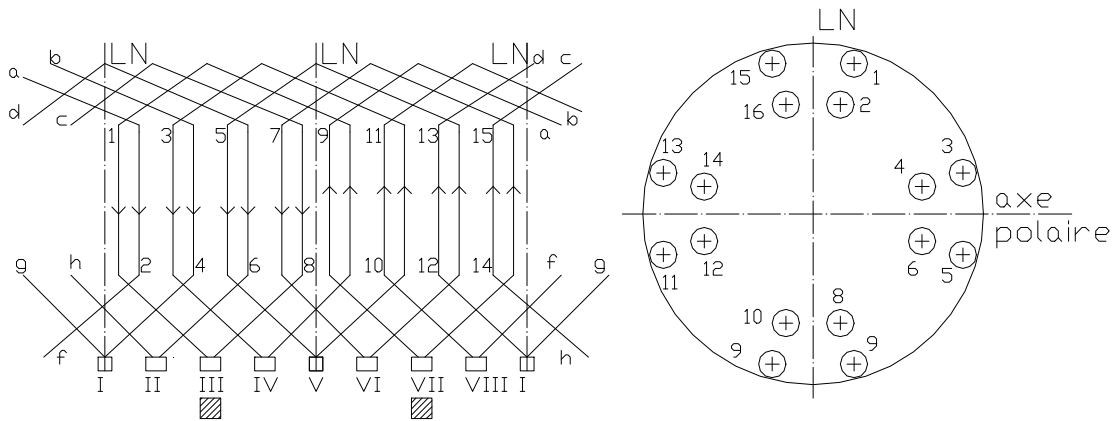 LN LN LN LN
a b d c
d c a b
1 3 5 7 9 11 13 15
2 4 6 8 10 12 14
g h f g
f h
I II III IV V VI VII VIII I
15 1
16 2
13 14 4 3
axe
polaire
11 12 6 5
10 8
9 9